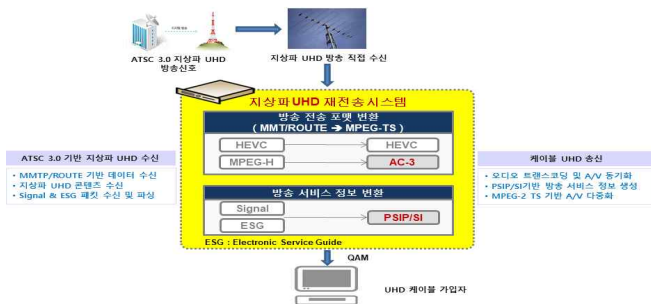 ATSC 3.0 지상파 UHD
방송신호
지상파 UHD 방송 직접 수신
지상파UHD 재전송시스템
방송 전송 포맷 변환
( MMT/ROUTE → MPEG-TS )
HEVC
HEVC
MPEG-H
AC-3
ATSC 3.0 기반 지상파 UHD 수신
• MMTP/ROUTE 기반 데이터 수신
• 지상파 UHD 콘텐츠 수신
• Signal & ESG 패킷 수신 및 파싱
케이블 UHD 송신
• 오디오 트랜스코딩 및 A/V 동기화
• PSIP/SI기반 방송 서비스 정보 생성
• MPEG-2 TS 기반 A/V 다중화
방송 서비스 정보 변환
Signal
ESG
PSIP/SI
ESG : Electronic Service Guide
QAM
UHD 케이블 가입자